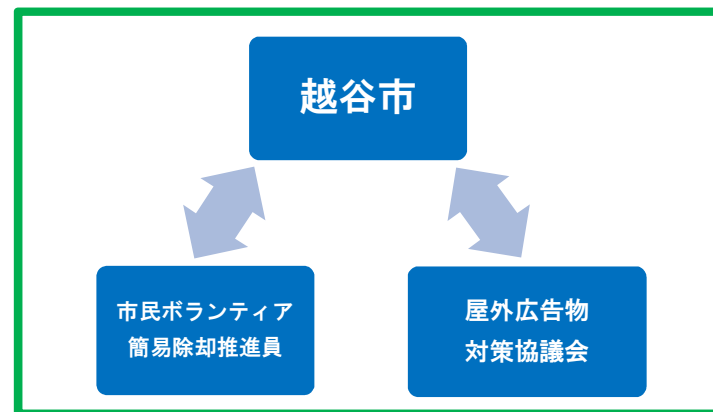 越谷市
市民ボランティア
簡易除却推進員
屋外広告物
対策協議会